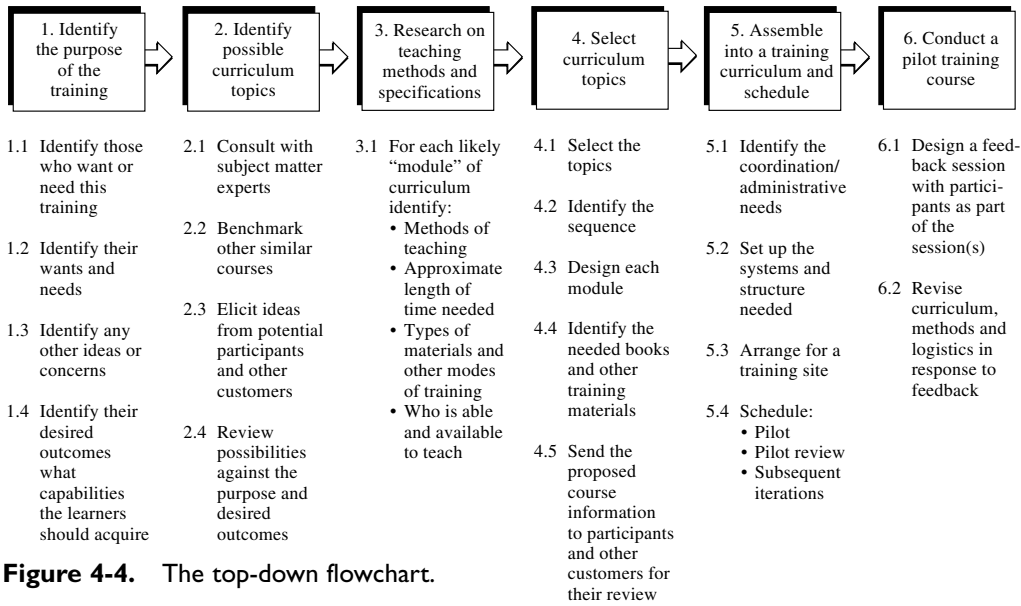 1. Identify
the purpose
of the
training
2. Identify
possible
curriculum
topics
3. Research on
teaching
methods and
specifications
4. Select
curriculum
topics
5. Assemble
into a training
curriculum and
schedule
6. Conduct a
pilot training
course
1.1 Identify those
who want or
need this
training
1.2 Identify their
wants and
needs
1.3 Identify any
other ideas or
concerns
1.4 Identify their
desired
outcomes
what
capabilities
the learners
should acquire
2.1 Consult with
subject matter
experts
2.2 Benchmark
other similar
courses
2.3 Elicit ideas
from potential
participants
and other
customers
2.4 Review
possibilities
against the
purpose and
desired
outcomes
3.1 For each likely
“module” of
curriculum
identify:
• Methods of
teaching
• Approximate
length of
time needed
• Types of
materials and
other modes
of training
• Who is able
and available
to teach
4.1 Select the
topics
4.2 Identify the
sequence
4.3 Design each
module
4.4 Identify the
needed books
and other
training
materials
4.5 Send the
proposed
course
information
to participants
and other
customers for
their review
5.1 Identify the
coordination/
administrative
needs
5.2 Set up the
systems and
structure
needed
5.3 Arrange for a
training site
5.4 Schedule:
• Pilot
• Pilot review
• Subsequent
iterations
6.1 Design a feed-
back session
with partici-
pants as part
of the
session(s)
6.2 Revise
curriculum,
methods and
logistics in
response to
feedback
Figure 4-4. The top-down flowchart.